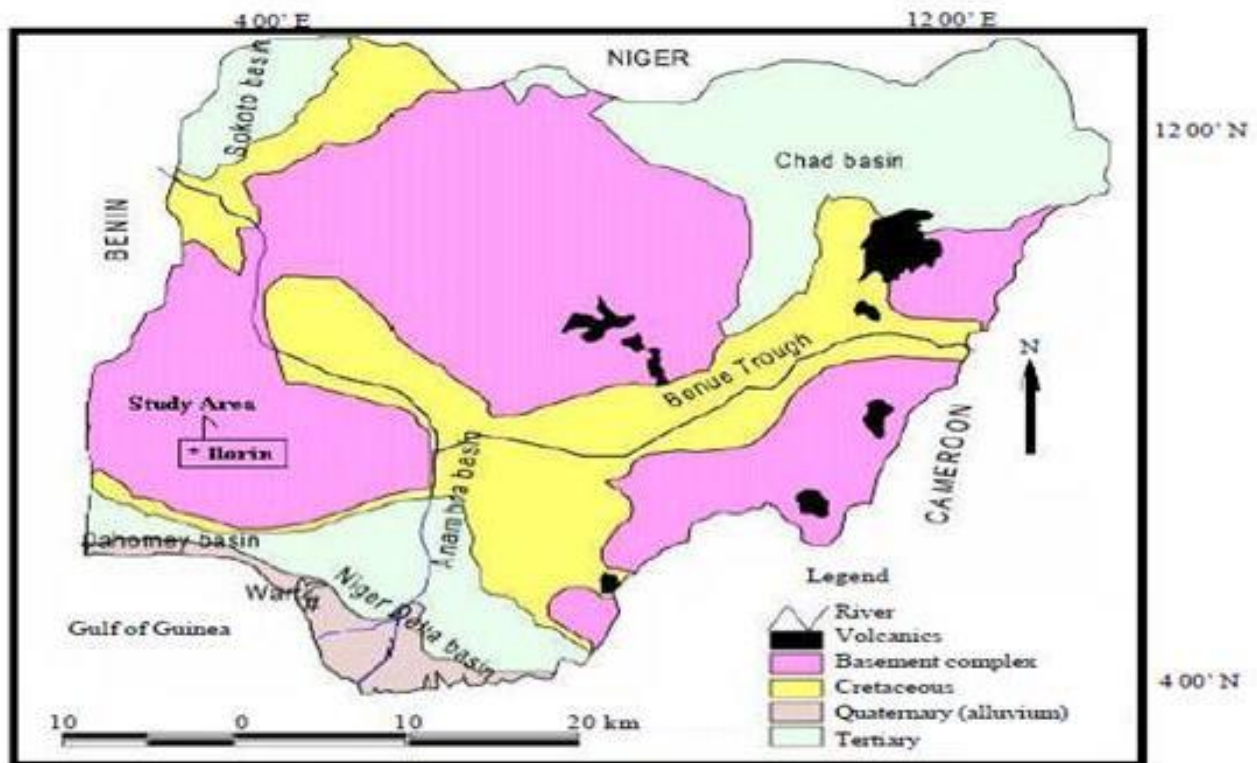 4 00' E
12 00' E
NIGER
Sokoto basin
12 00' N
Chad basin
BENIN
Benue Trough
N
Study Area
* Ilorin
CAMEROON
Anambra basin
Dahomey basin
Niger Delta basin
Warri
Gulf of Guinea
Legend
River
Volcanics
Basement complex
Cretaceous
Quaternary (alluvium)
Tertiary
4 00' N
10 0 10 20 km